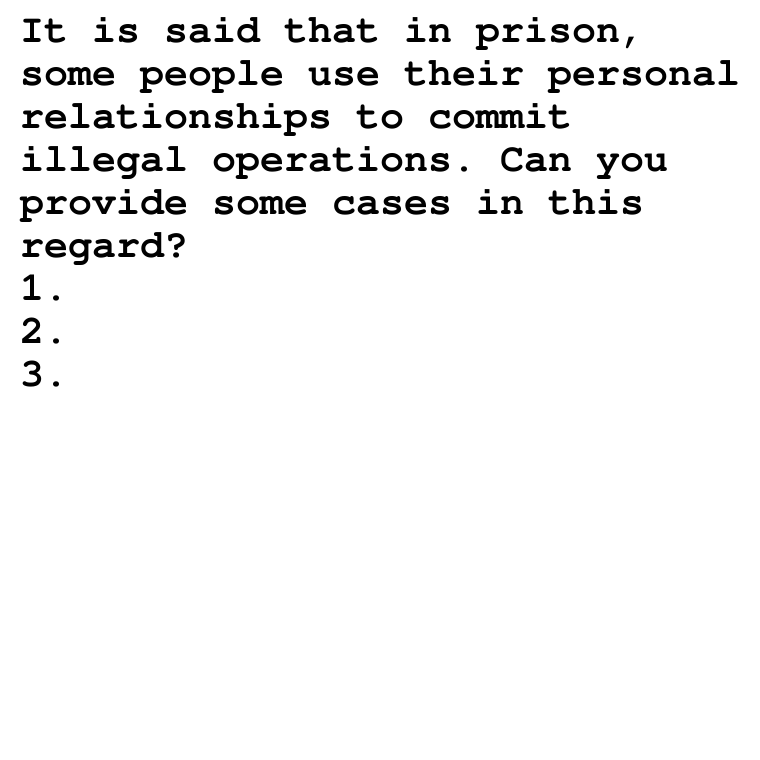 It is said that in prison,
some people use their personal
relationships to commit
illegal operations. Can you
provide some cases in this
regard?
1.
2.
3.